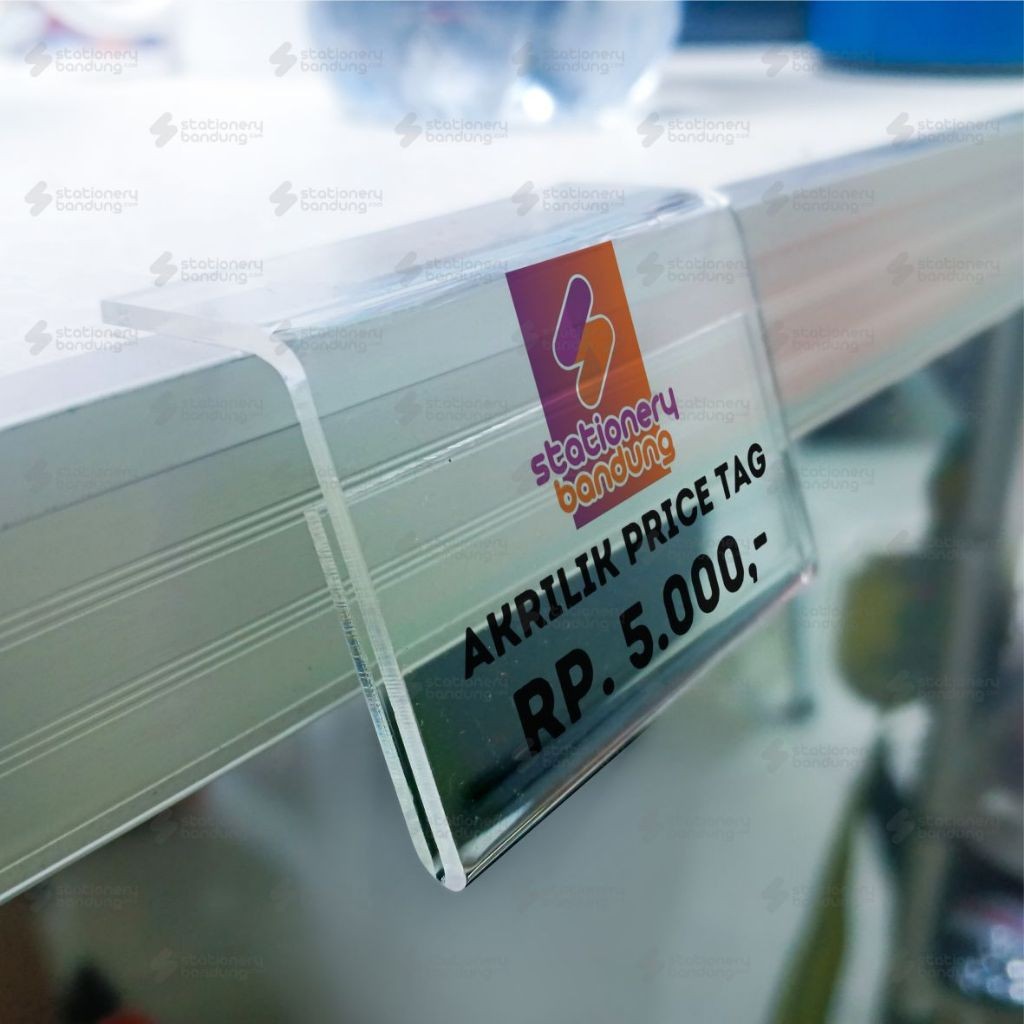 stationery
bandung
AKRILIK PRICE TAG
RP. 5.000,-